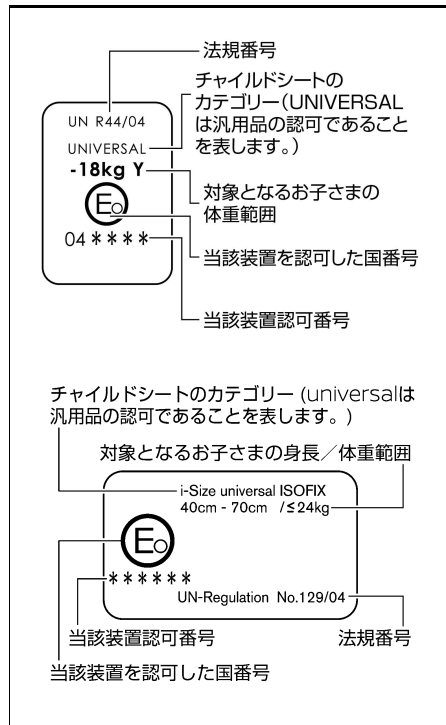 法規番号
チャイルドシートの
カテゴリー(UNIVERSAL
は汎用品の認可であること
を表します。)
UN R44/04
UNIVERSAL
-18kg Y
対象となるお子さまの
体重範囲
E○
当該装置を認可した国番号
04＊＊＊＊
当該装置認可番号
チャイルドシートのカテゴリー (universalは
汎用品の認可であることを表します。)
対象となるお子さまの身長／体重範囲
i-Size universal ISOFIX
40cm - 70cm /≤24kg
E○
＊＊＊＊＊＊
UN-Regulation No.129/04
当該装置認可番号
法規番号
当該装置を認可した国番号